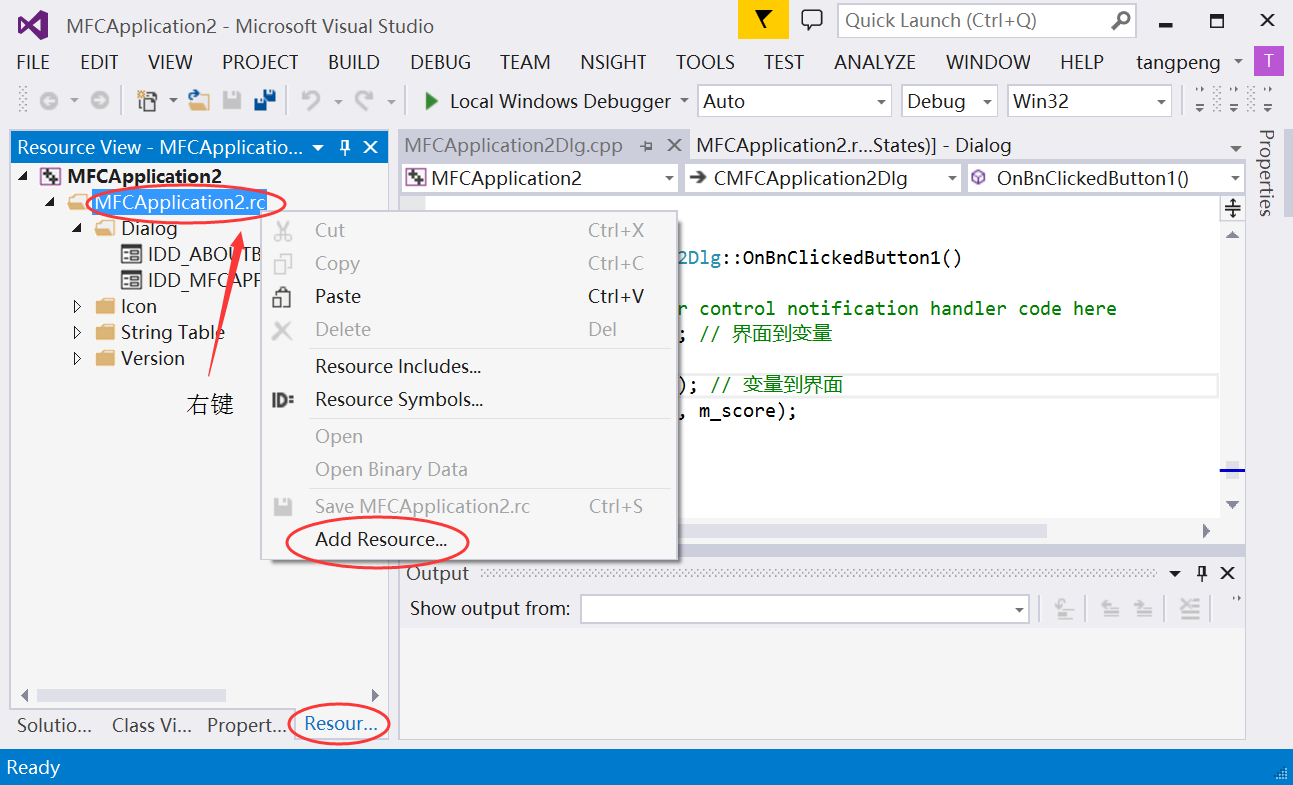 MFCApplication2 - Microsoft Visual Studio
Quick Launch (Ctrl+Q)
FILE EDIT VIEW PROJECT BUILD DEBUG TEAM NSIGHT TOOLS TEST ANALYZE WINDOW HELP tangpeng T
Local Windows Debugger Auto Debug Win32
Resource View - MFCApplicatio...
MFCApplication2Dlg.cpp MFCApplication2.r...States)] - Dialog
Properties
MFCApplication2
MFCApplication2 CMFCApplication2Dlg OnBnClickedButton1()
MFCApplication2.rc
Dialog
IDD_ABOUTB
IDD_MFCAPP
Icon
String Table
Version
右键
Cut Ctrl+X
Copy Ctrl+C
Paste Ctrl+V
Delete Del
Resource Includes...
ID: Resource Symbols...
Open
Open Binary Data
Save MFCApplication2.rc Ctrl+S
Add Resource...
2Dlg::OnBnClickedButton1()
r control notification handler code here
; // 界面到变量
); // 变量到界面
, m_score);
Output
Show output from:
Solutio... Class Vi... Propert... Resour...
Ready